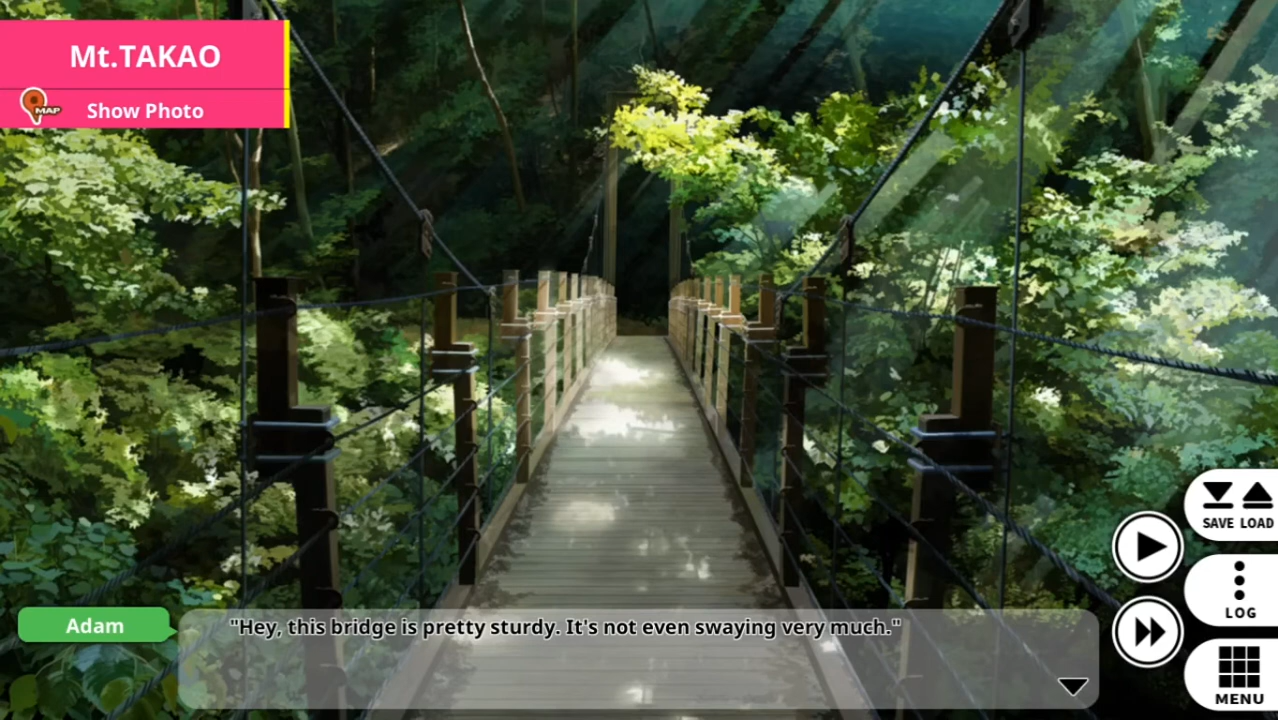 Mt.TAKAO
MAP
Show Photo
SAVE LOAD
LOG
Adam
"Hey, this bridge is pretty sturdy. It's not even swaying very much."
MENU